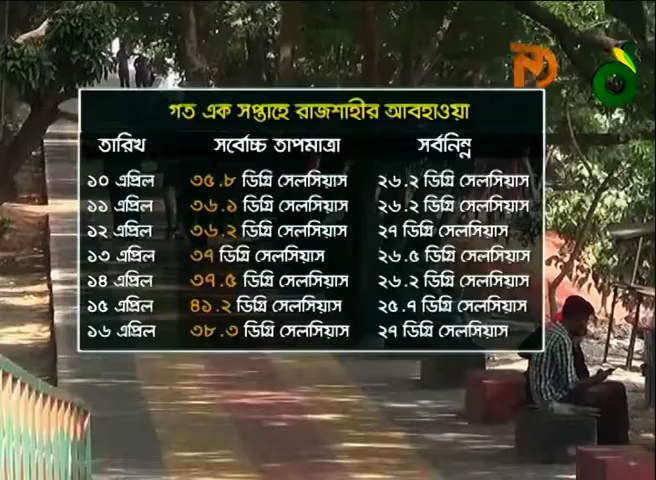 গত এক সপ্তাহে রাজশাহীর আবহাওয়া
তারিখ সর্বোচ্চ তাপমাত্রা সর্বনিম্ন
১০ এপ্রিল ৩৫.৮ ডিগ্রি সেলসিয়াস ২৬.২ ডিগ্রি সেলসিয়াস
১১ এপ্রিল ৩৬.১ ডিগ্রি সেলসিয়াস ২৬.২ ডিগ্রি সেলসিয়াস
১২ এপ্রিল ৩৬.২ ডিগ্রি সেলসিয়াস ২৭ ডিগ্রি সেলসিয়াস
১৩ এপ্রিল ৩৭ ডিগ্রি সেলসিয়াস ২৬.৫ ডিগ্রি সেলসিয়াস
১৪ এপ্রিল ৩৭.৫ ডিগ্রি সেলসিয়াস ২৬.২ ডিগ্রি সেলসিয়াস
১৫ এপ্রিল ৪১.২ ডিগ্রি সেলসিয়াস ২৫.৭ ডিগ্রি সেলসিয়াস
১৬ এপ্রিল ৩৮.৩ ডিগ্রি সেলসিয়াস ২৭ ডিগ্রি সেলসিয়াস